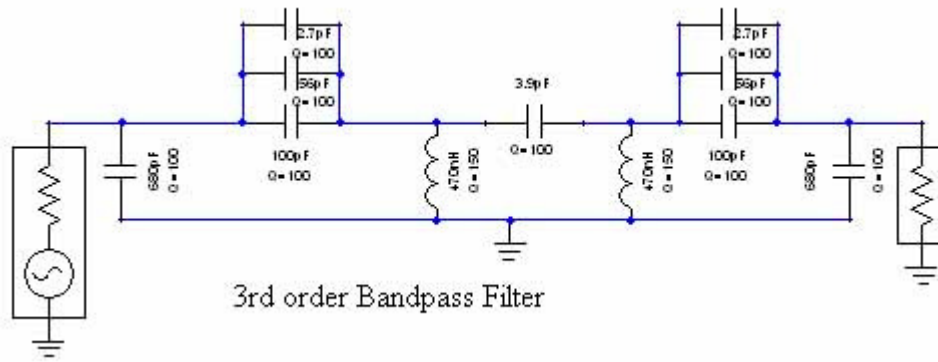 2.7pF
Q=100
56pF
Q=100
100pF
Q=100
680pF
Q=100
470nH
Q=150
3.9pF
Q=100
470nH
Q=150
2.7pF
Q=100
56pF
Q=100
100pF
Q=100
680pF
Q=100
3rd order Bandpass Filter